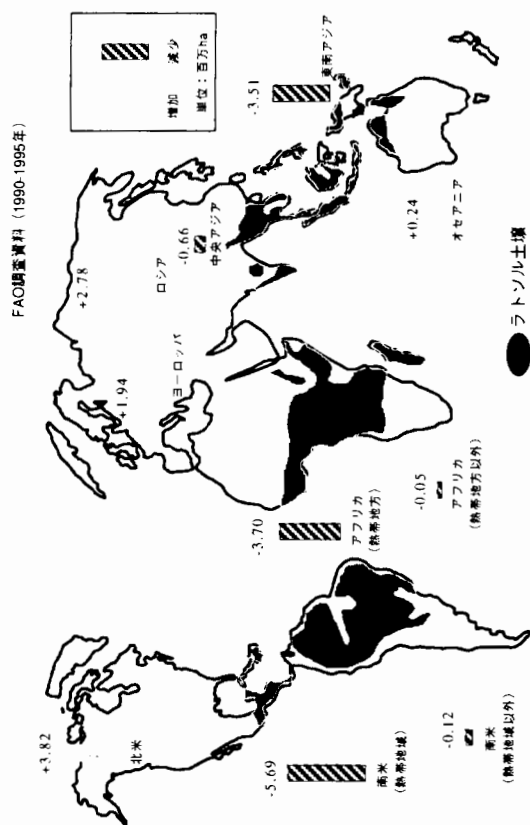 FAO調査資料 (1990-1995年)
増加 減少
単位：百万ha
+3.82
北米
-5.69
南米
(熱帯地域)
-0.12
南米
(熱帯地域以外)
+1.94
ヨーロッパ
+2.78
ロシア
-0.66
中央アジア
-3.51
東南アジア
-3.70
アフリカ
(熱帯地方)
-0.05
アフリカ
(熱帯地方以外)
+0.24
オセアニア
ラトソル土壌